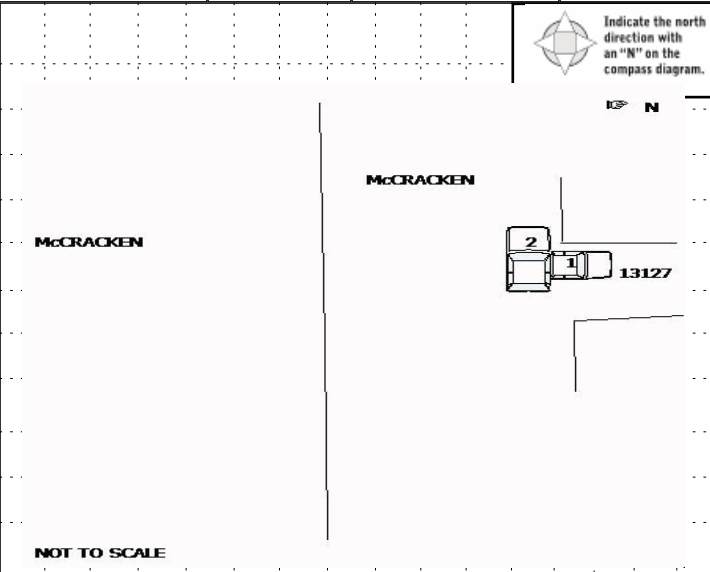 Indicate the north
direction with
an “N” on the
compass diagram.
☞ N
McCRACKEN
McCRACKEN
2
1
13127
NOT TO SCALE